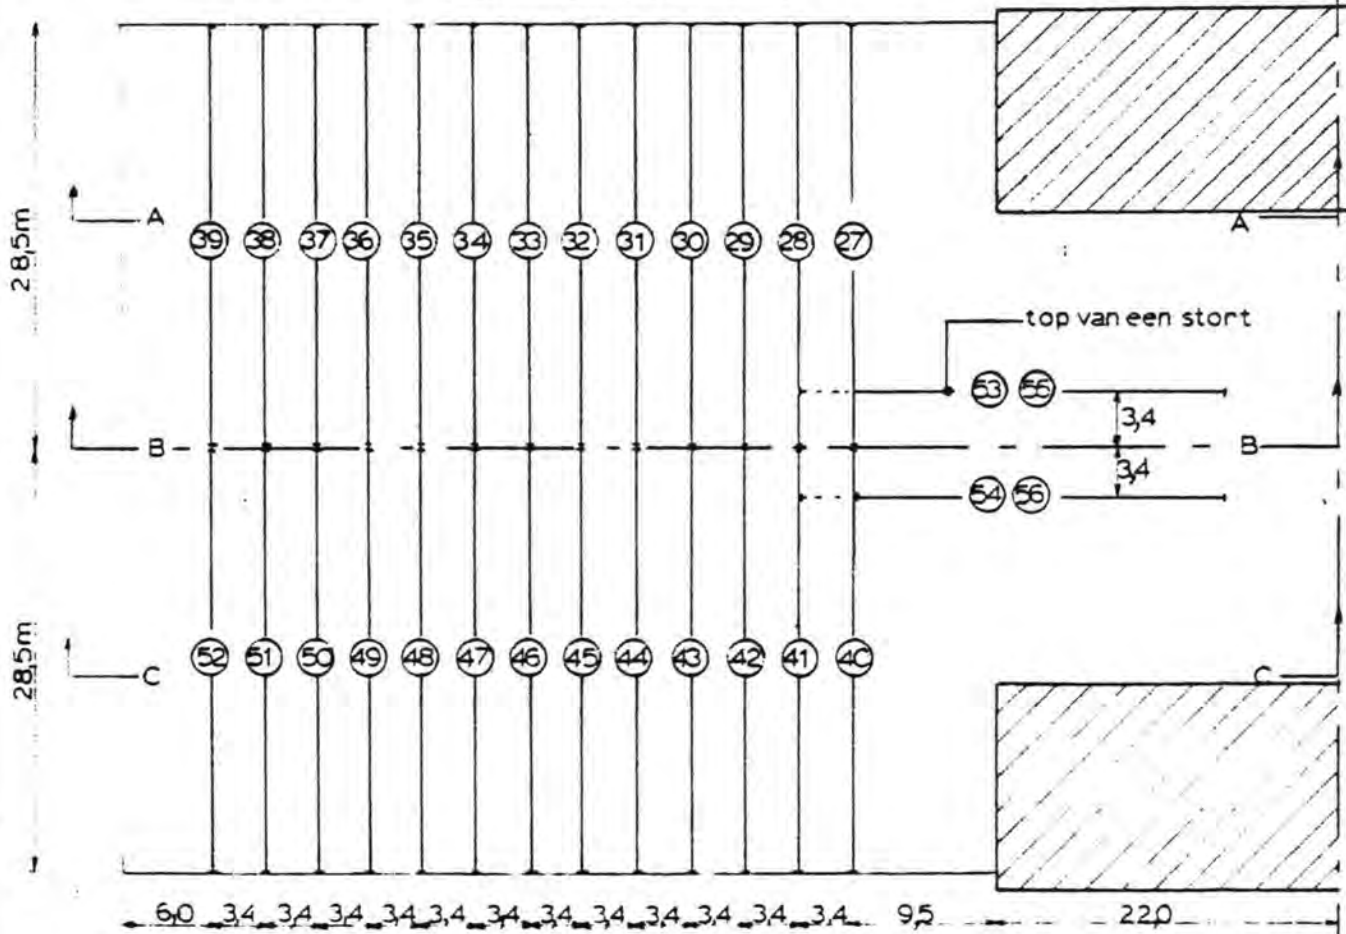 28,5m
A
39 38 37 36 35 34 33 32 31 30 29 28 27
A
top van een stort
53 55
3,4
B
B
3,4
54 56
28,5m
C
52 51 50 49 48 47 46 45 44 43 42 41 40
C
6,0 3,4 3,4 3,4 3,4 3,4 3,4 3,4 3,4 3,4 3,4 3,4 3,4 9,5 22,0